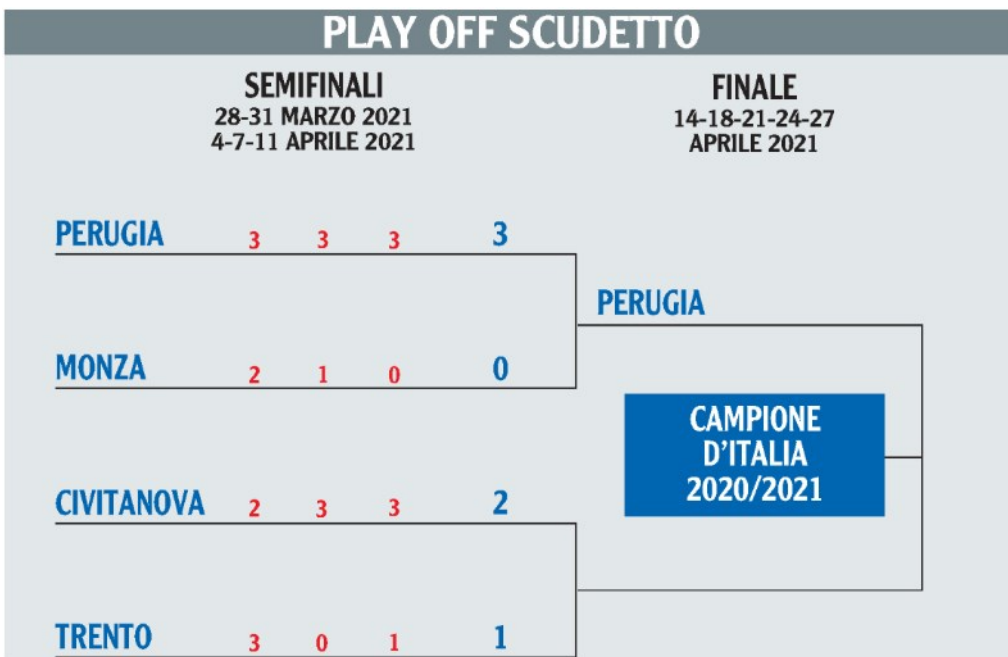 PLAY OFF SCUDETTO
SEMIFINALI
28-31 MARZO 2021
4-7-11 APRILE 2021
FINALE
14-18-21-24-27
APRILE 2021
PERUGIA 3 3 3 3
PERUGIA
MONZA 2 1 0 0
CAMPIONE
D'ITALIA
2020/2021
CIVITANOVA 2 3 3 2
TRENTO 3 0 1 1